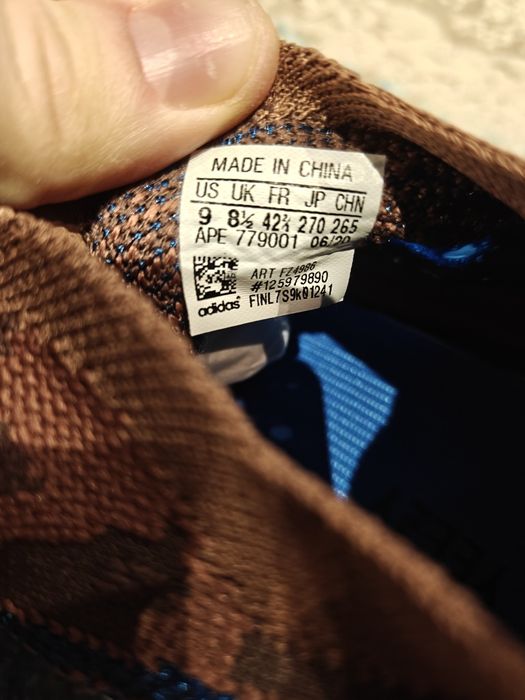 MADE IN CHINA
US UK FR JP CHN
9 8½ 42⅔ 270 265
APE 779001 06/20
ART FZ4986
#125979890
adidas FINL7S9k01241